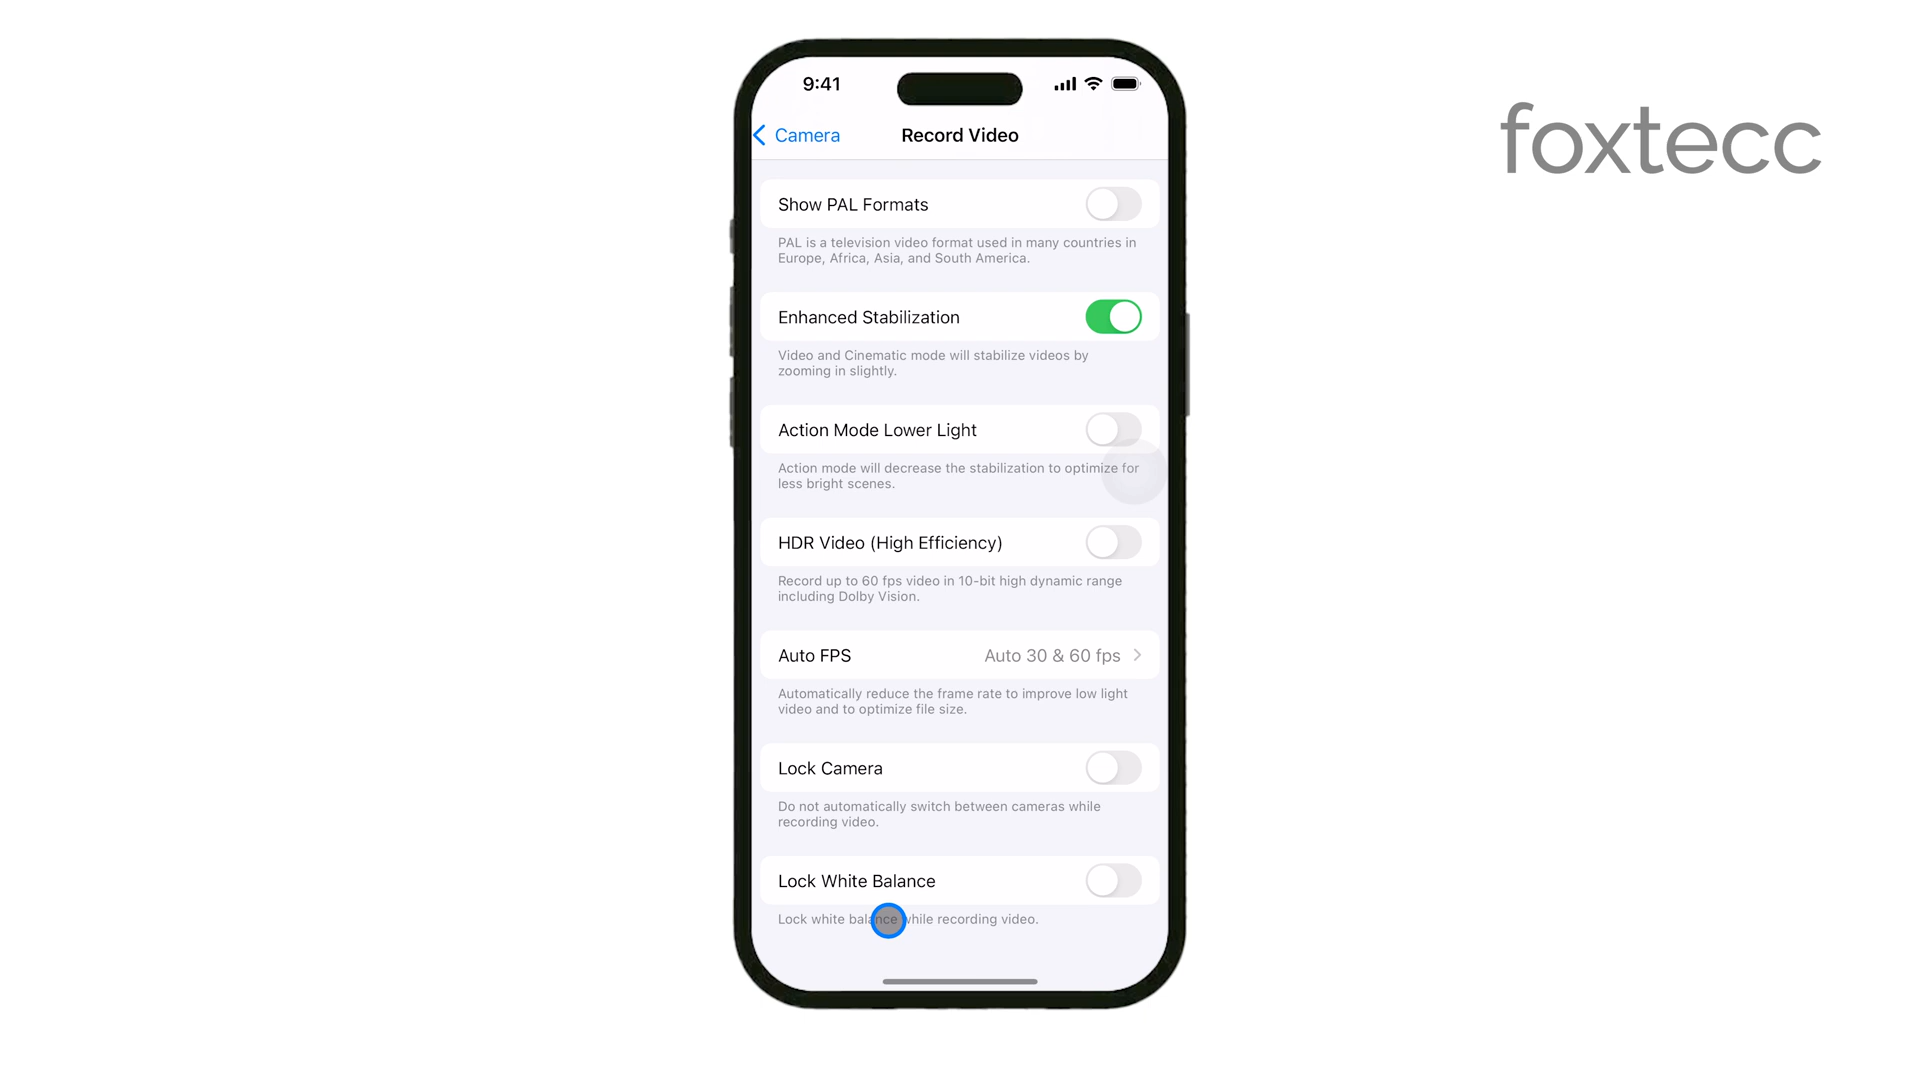 9:41
foxtecc
Camera
Record Video
Show PAL Formats
PAL is a television video format used in many countries in
Europe, Africa, Asia, and South America.
Enhanced Stabilization
Video and Cinematic mode will stabilize videos by
zooming in slightly.
Action Mode Lower Light
Action mode will decrease the stabilization to optimize for
less bright scenes.
HDR Video (High Efficiency)
Record up to 60 fps video in 10-bit high dynamic range
including Dolby Vision.
Auto FPS
Auto 30 & 60 fps
Automatically reduce the frame rate to improve low light
video and to optimize file size.
Lock Camera
Do not automatically switch between cameras while
recording video.
Lock White Balance
Lock white balance while recording video.